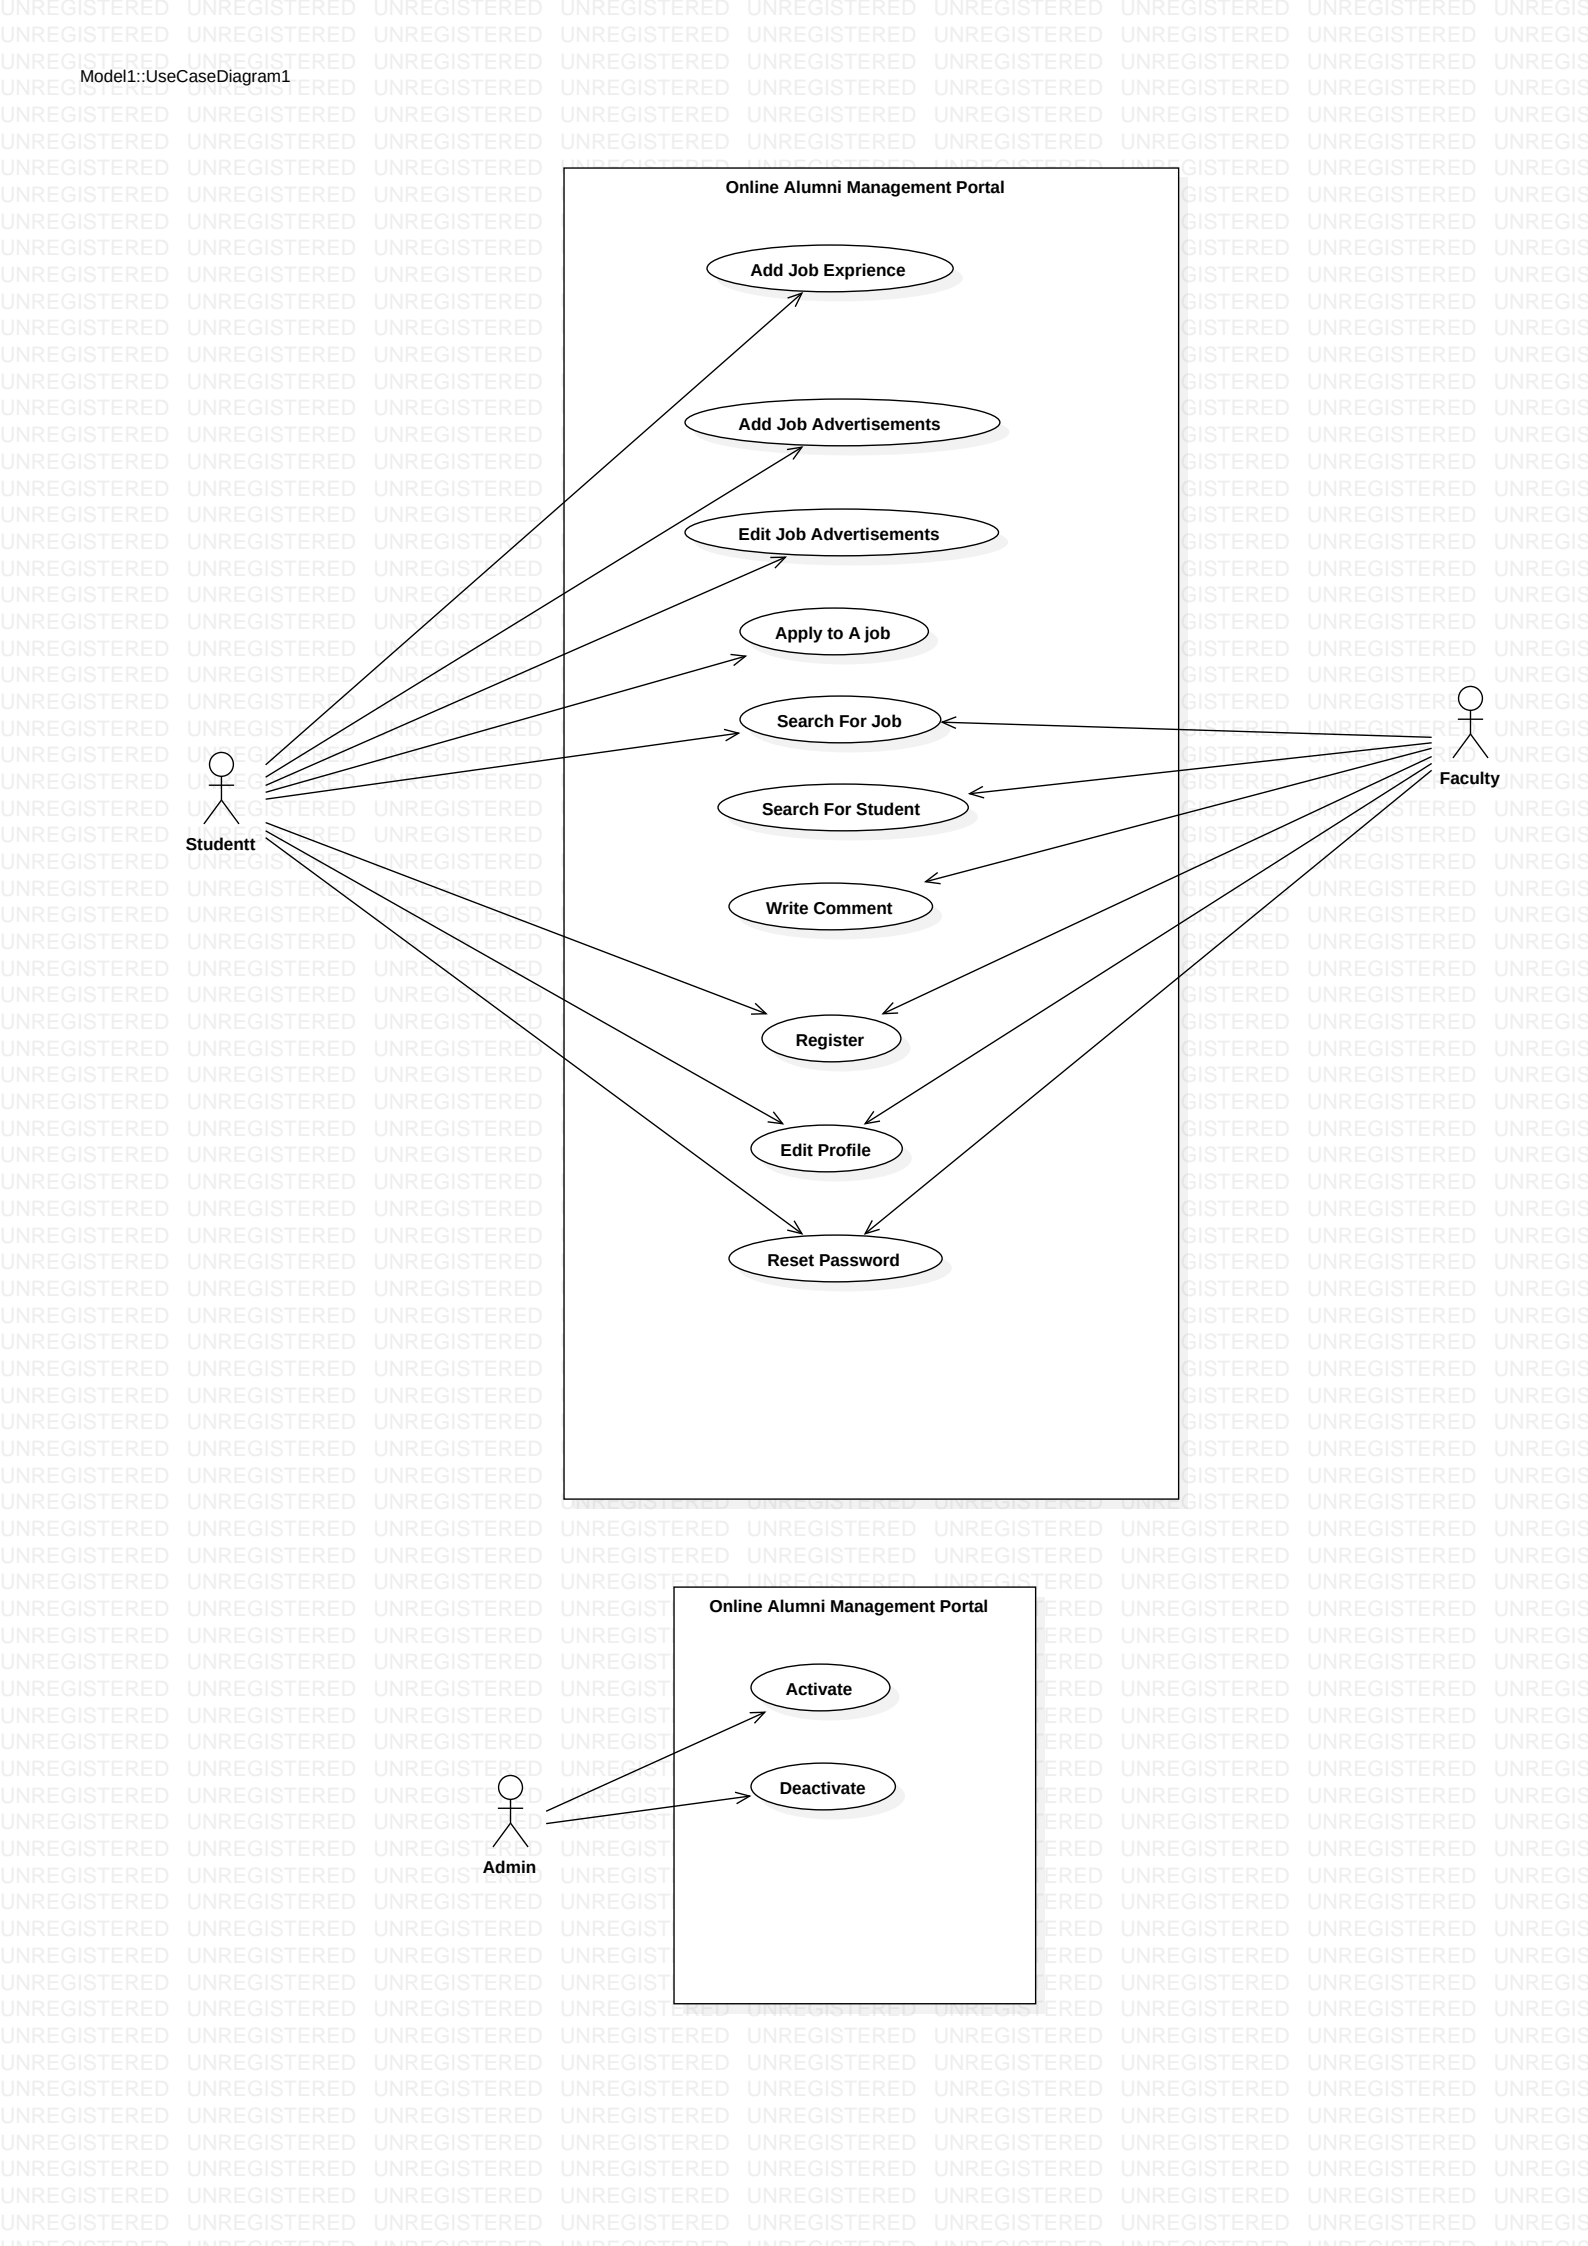 Model1::UseCaseDiagram1
Online Alumni Management Portal
Add Job Exprience
Add Job Advertisements
Edit Job Advertisements
Apply to A job
Search For Job
Search For Student
Write Comment
Register
Edit Profile
Reset Password
Studentt
Faculty
Online Alumni Management Portal
Activate
Deactivate
Admin
UNREGISTERED